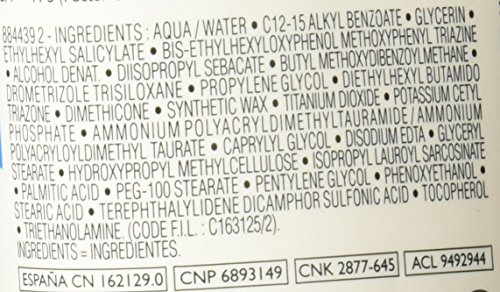 884439 2 - INGREDIENTS : AQUA / WATER • C12-15 ALKYL BENZOATE • GLYCERIN •
ETHYLHEXYL SALICYLATE • BIS-ETHYLHEXYLOXYPHENOL METHOXYPHENYL TRIAZINE
• ALCOHOL DENAT. • DIISOPROPYL SEBACATE • BUTYL METHOXYDIBENZOYLMETHANE •
DROMETRIZOLE TRISILOXANE • PROPYLENE GLYCOL • DIETHYLHEXYL BUTAMIDO
TRIAZONE • DIMETHICONE • SYNTHETIC WAX • TITANIUM DIOXIDE • POTASSIUM CETYL
PHOSPHATE • AMMONIUM POLYACRYLDIMETHYLTAURAMIDE / AMMONIUM
POLYACRYLOYLDIMETHYL TAURATE • CAPRYLYL GLYCOL • DISODIUM EDTA • GLYCERYL
STEARATE • HYDROXYPROPYL METHYLCELLULOSE • ISOPROPYL LAUROYL SARCOSINATE
• PALMITIC ACID • PEG-100 STEARATE • PENTYLENE GLYCOL • PHENOXYETHANOL •
STEARIC ACID • TEREPHTHALYLIDENE DICAMPHOR SULFONIC ACID • TOCOPHEROL
• TRIETHANOLAMINE. (CODE F.I.L. : C163125/2).
INGREDIENTS = INGREDIENTES.
ESPAÑA CN 162129.0 CNP 6893149 CNK 2877-645 ACL 9492944